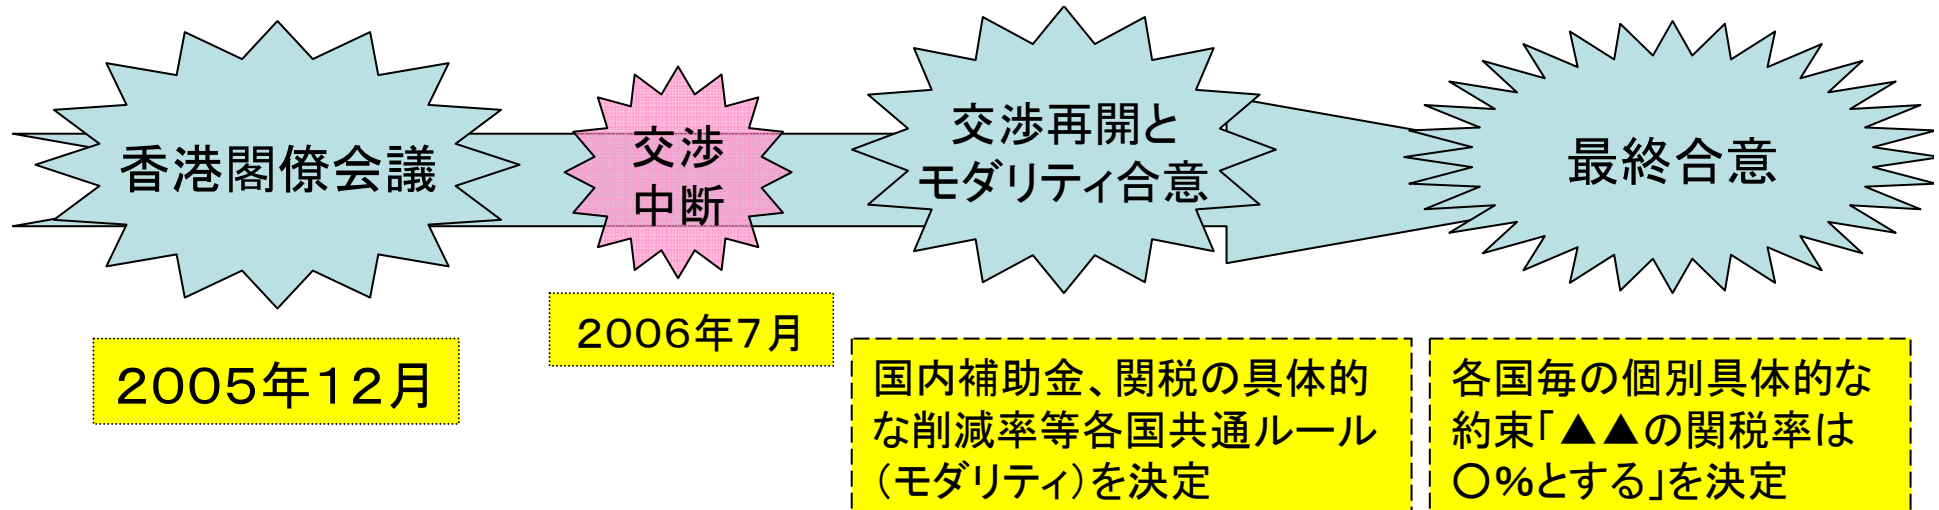 香港閣僚会議
交渉
中断
交渉再開と
モダリティ合意
最終合意
2005年12月
2006年7月
国内補助金、関税の具体的
な削減率等各国共通ルール
(モダリティ)を決定
各国毎の個別具体的な
約束「▲▲の関税率は
〇%とする」を決定